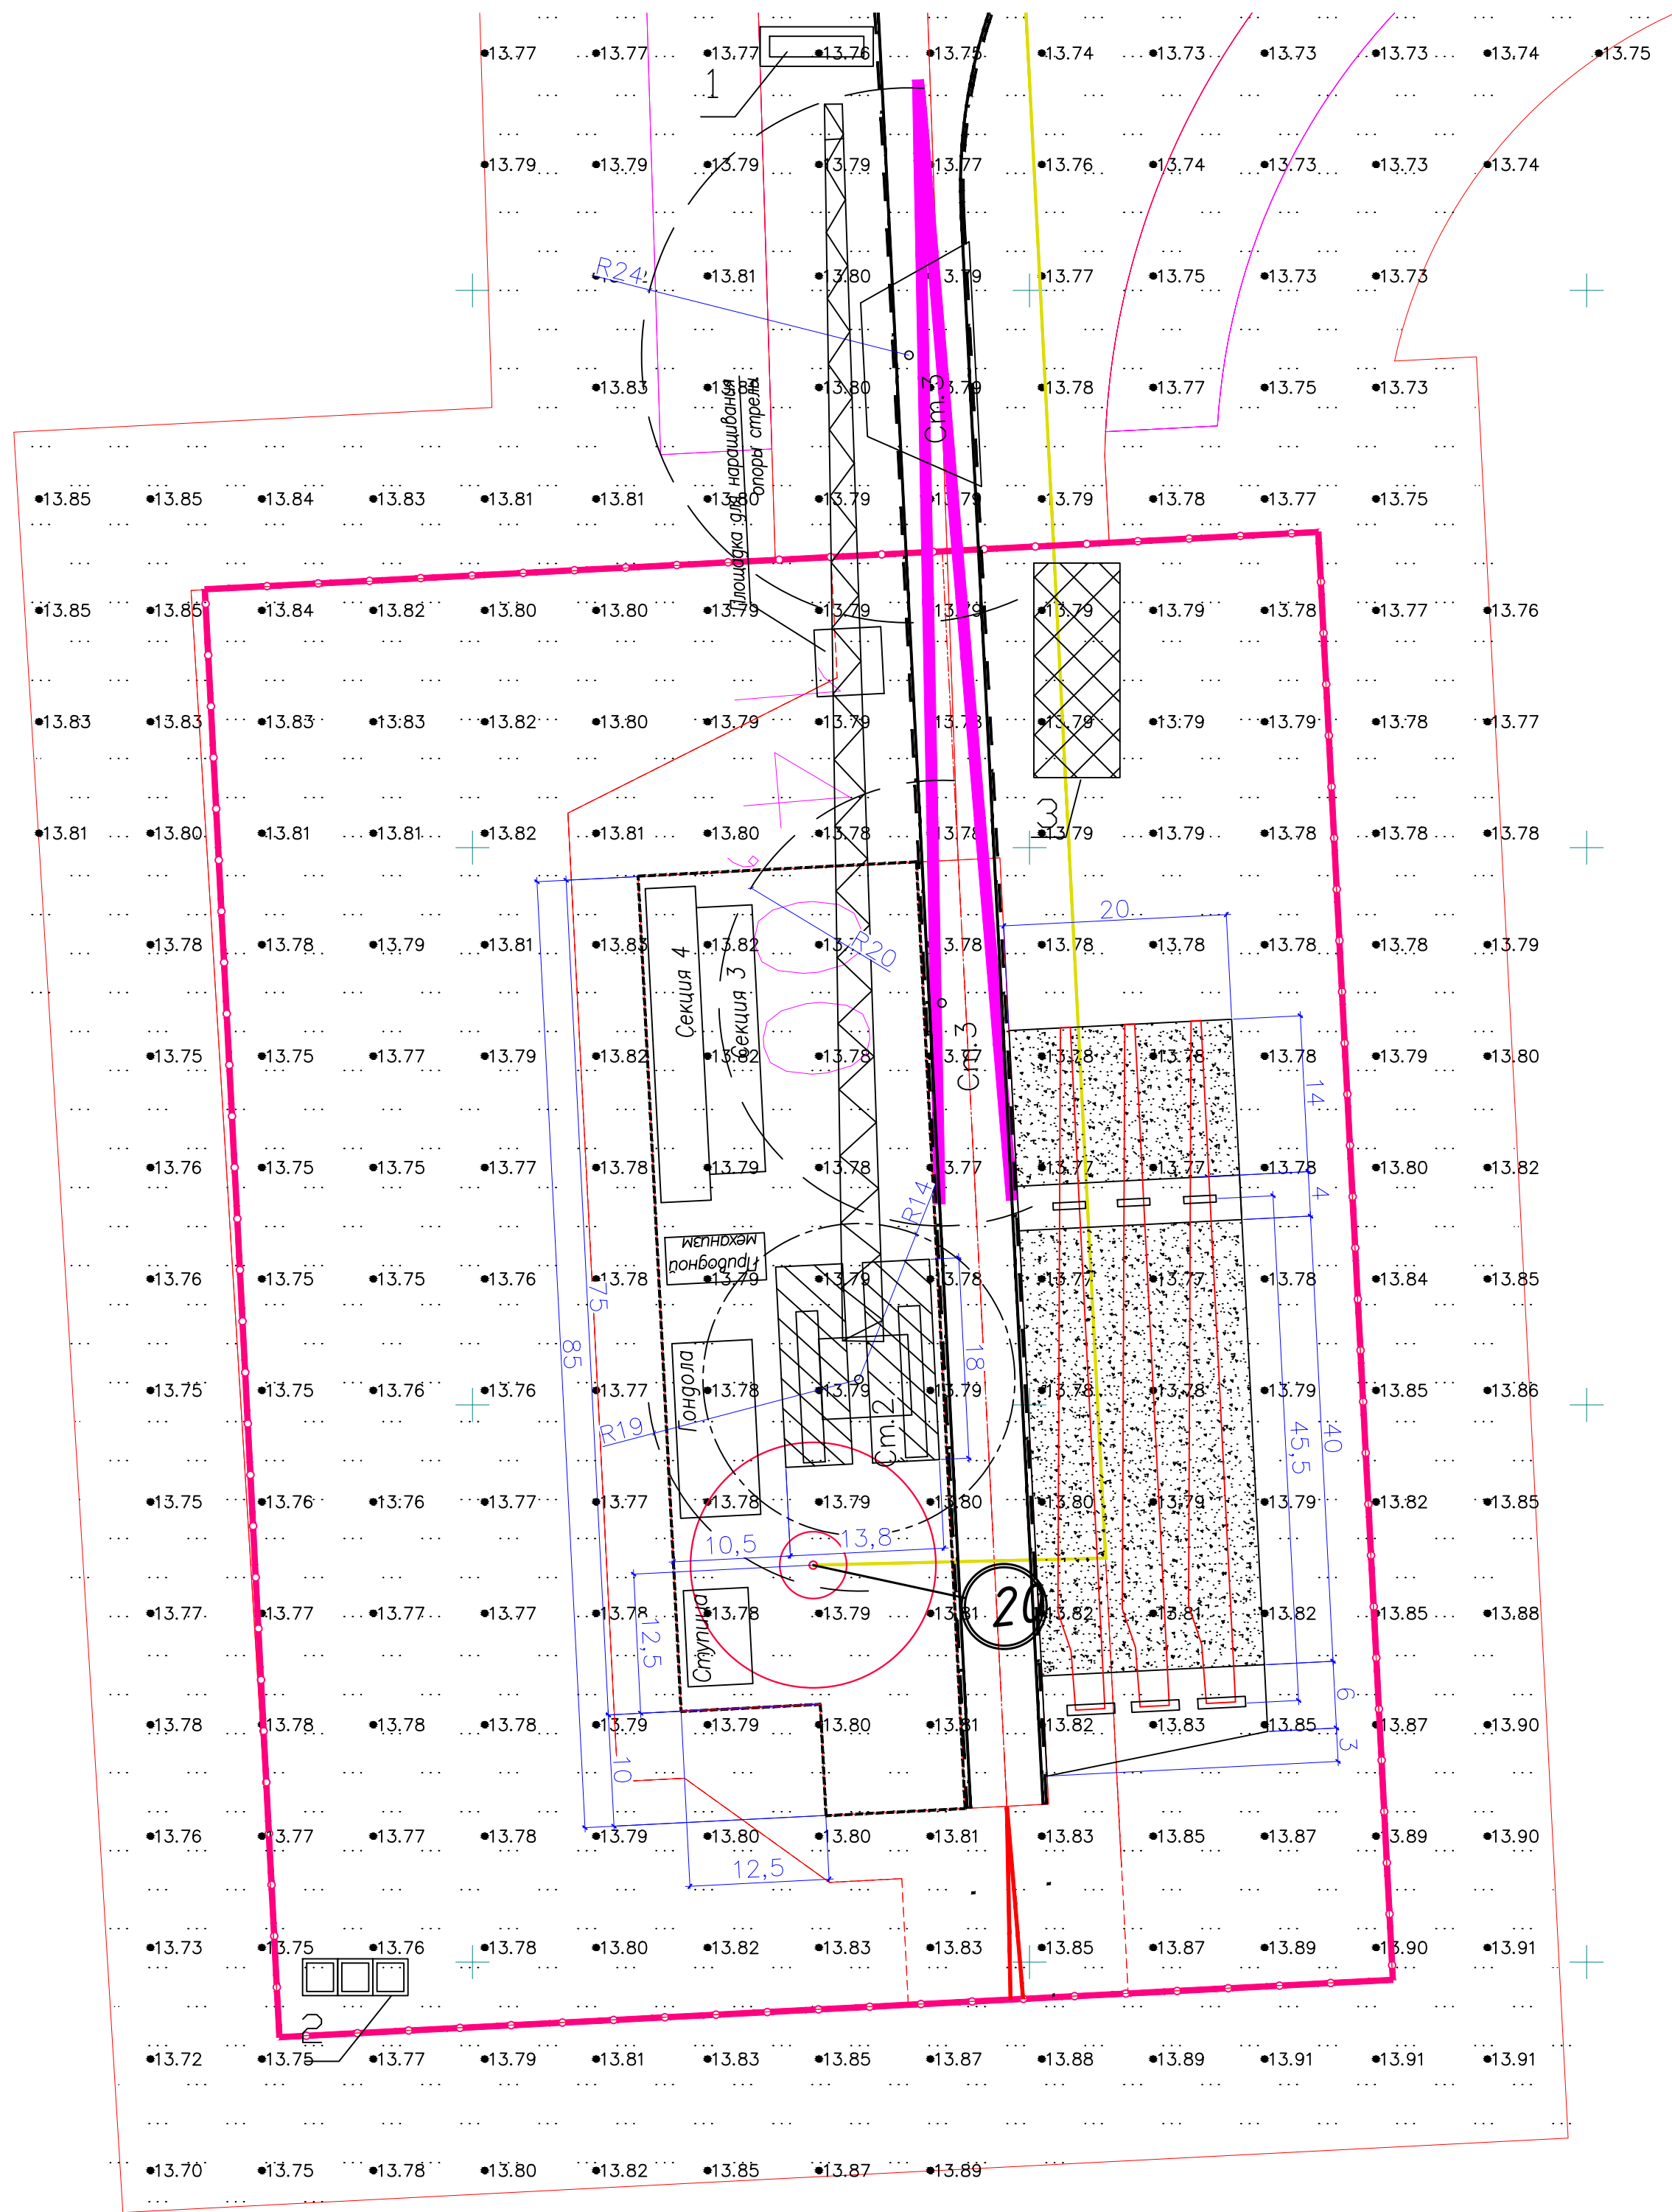 13.77 13.77 13.77 13.76 13.75 13.74 13.73 13.73 13.73 13.74 13.75
1
13.79 13.79 13.79 13.79 13.77 13.76 13.74 13.73 13.73 13.74
R24
13.81 13.80 13.79 13.77 13.75 13.73 13.73
13.83 13.80 13.79 13.78 13.77 13.75 13.73
Ст.3
Площадка для наращивания
опоры стрелы
13.85 13.85 13.84 13.83 13.81 13.81 13.80 13.79 13.79 13.79 13.78 13.77 13.75
13.85 13.85 13.84 13.82 13.80 13.80 13.79 13.79 13.79 13.79 13.79 13.78 13.77 13.76
13.83 13.83 13.83 13.83 13.82 13.80 13.79 13.79 13.78 13.79 13.79 13.79 13.78 13.77
3
13.81 13.80 13.81 13.81 13.82 13.81 13.80 13.78 13.78 13.79 13.79 13.78 13.78 13.78
20
13.78 13.78 13.79 13.81 13.83 13.82 13.78 13.78 13.78 13.78 13.78 13.78 13.79
R20
Секция 4
Секция 3
Ст.3
13.75 13.75 13.77 13.79 13.82 13.82 13.78 13.77 13.78 13.78 13.78 13.79 13.80
14
13.76 13.75 13.75 13.77 13.78 13.79 13.78 13.77 13.77 13.77 13.78 13.80 13.82
4
R14
Приводной
механизм
13.76 13.75 13.75 13.76 13.78 13.79 13.79 13.78 13.77 13.77 13.78 13.84 13.85
75
85
18
Гондола
13.75 13.75 13.76 13.76 13.77 13.78 13.79 13.79 13.78 13.78 13.79 13.85 13.86
R19
Ст.2
45,5
40
13.75 13.76 13.76 13.77 13.77 13.78 13.79 13.80 13.80 13.79 13.79 13.82 13.85
10,5
13,8
20
13.77 13.77 13.77 13.77 13.78 13.78 13.79 13.81 13.82 13.81 13.82 13.85 13.88
12,5
Ступица
6
13.78 13.78 13.78 13.78 13.79 13.79 13.80 13.81 13.82 13.83 13.85 13.87 13.90
3
10
13.76 13.77 13.77 13.78 13.79 13.80 13.80 13.81 13.83 13.85 13.87 13.89 13.90
12,5
13.73 13.75 13.76 13.78 13.80 13.82 13.83 13.83 13.85 13.87 13.89 13.90 13.91
2
13.72 13.75 13.77 13.79 13.81 13.83 13.85 13.87 13.88 13.89 13.91 13.91 13.91
13.70 13.75 13.78 13.80 13.82 13.85 13.87 13.89